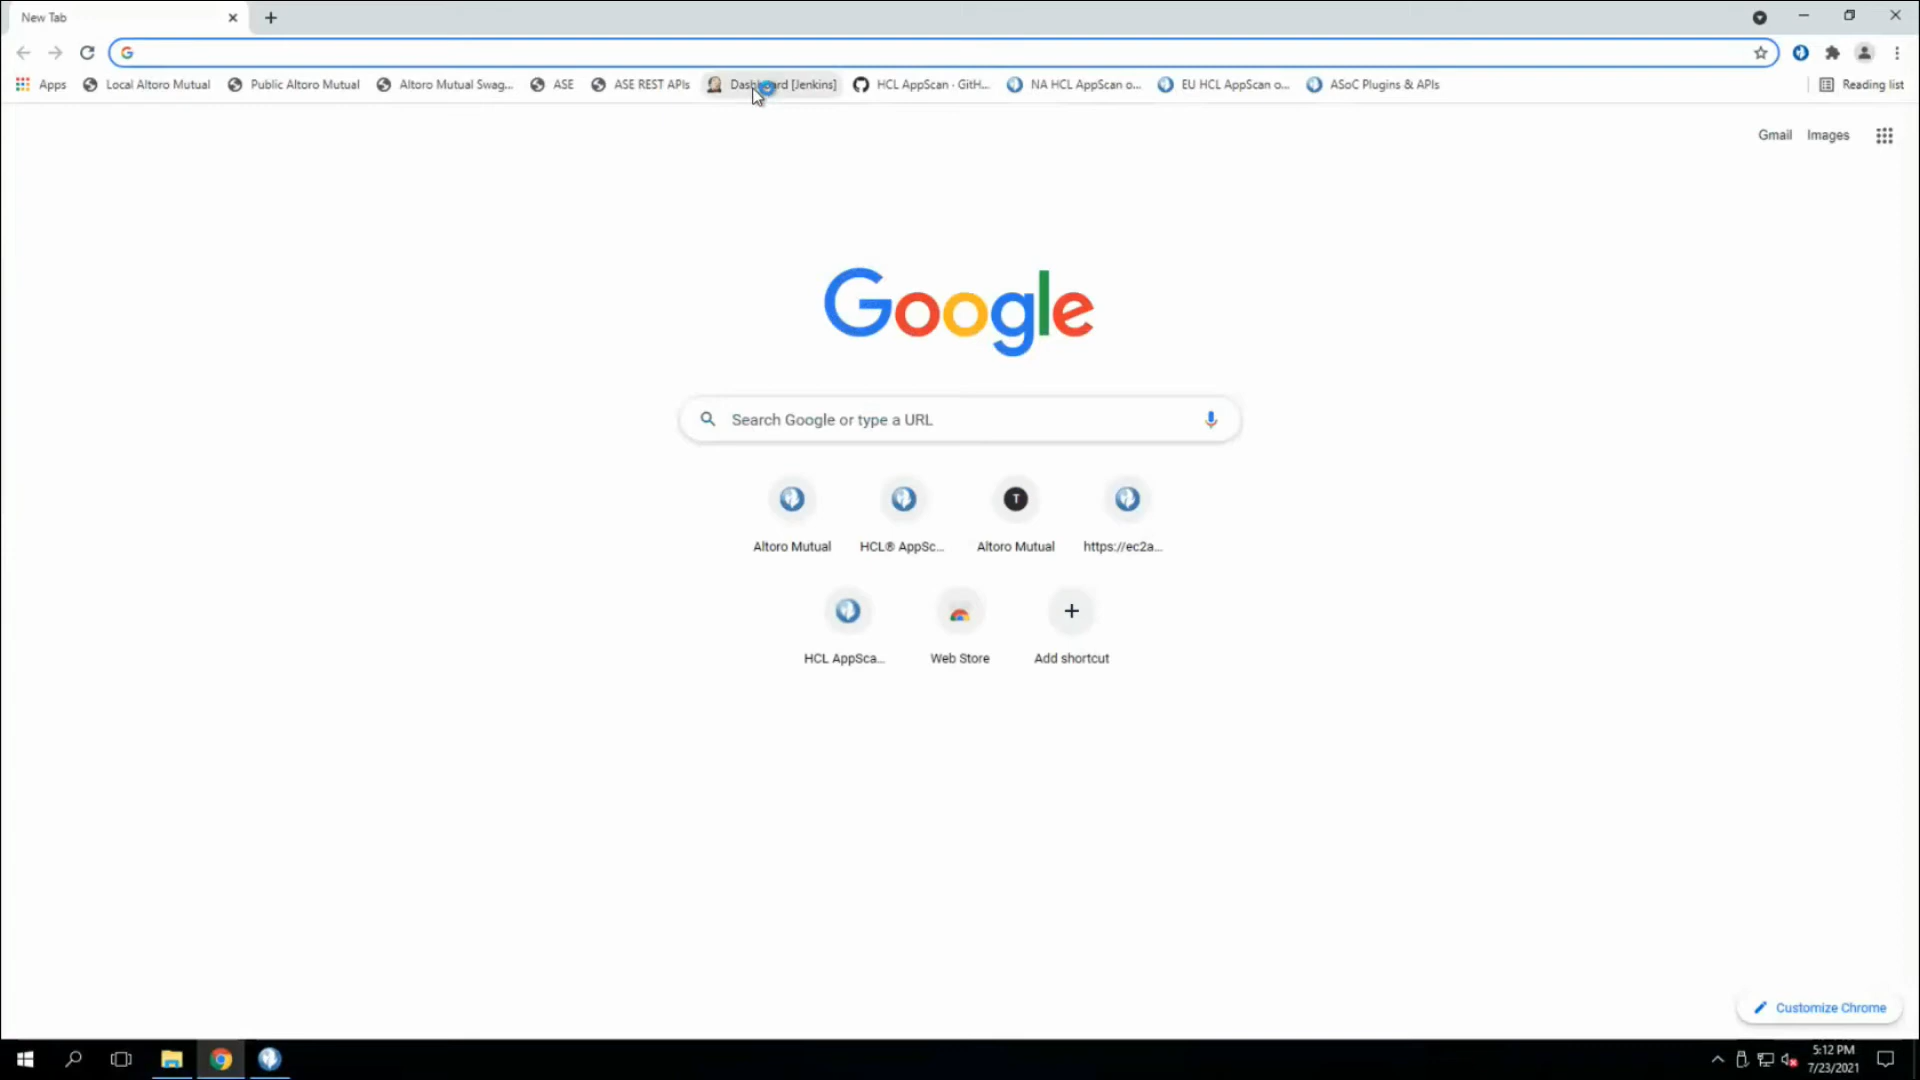 New Tab
Apps
Local Altoro Mutual
Public Altoro Mutual
Altoro Mutual Swag...
ASE
ASE REST APIs
[Jenkins]
HCL AppScan · GitH...
NA HCL AppScan o...
EU HCL AppScan o...
ASoC Plugins & APIs
Reading list
Gmail
Images
Google
Search Google or type a URL
T
Altoro Mutual
HCL® AppSc...
Altoro Mutual
https://ec2a...
HCL AppSca...
Web Store
Add shortcut
Customize Chrome
5:12 PM
7/23/2021